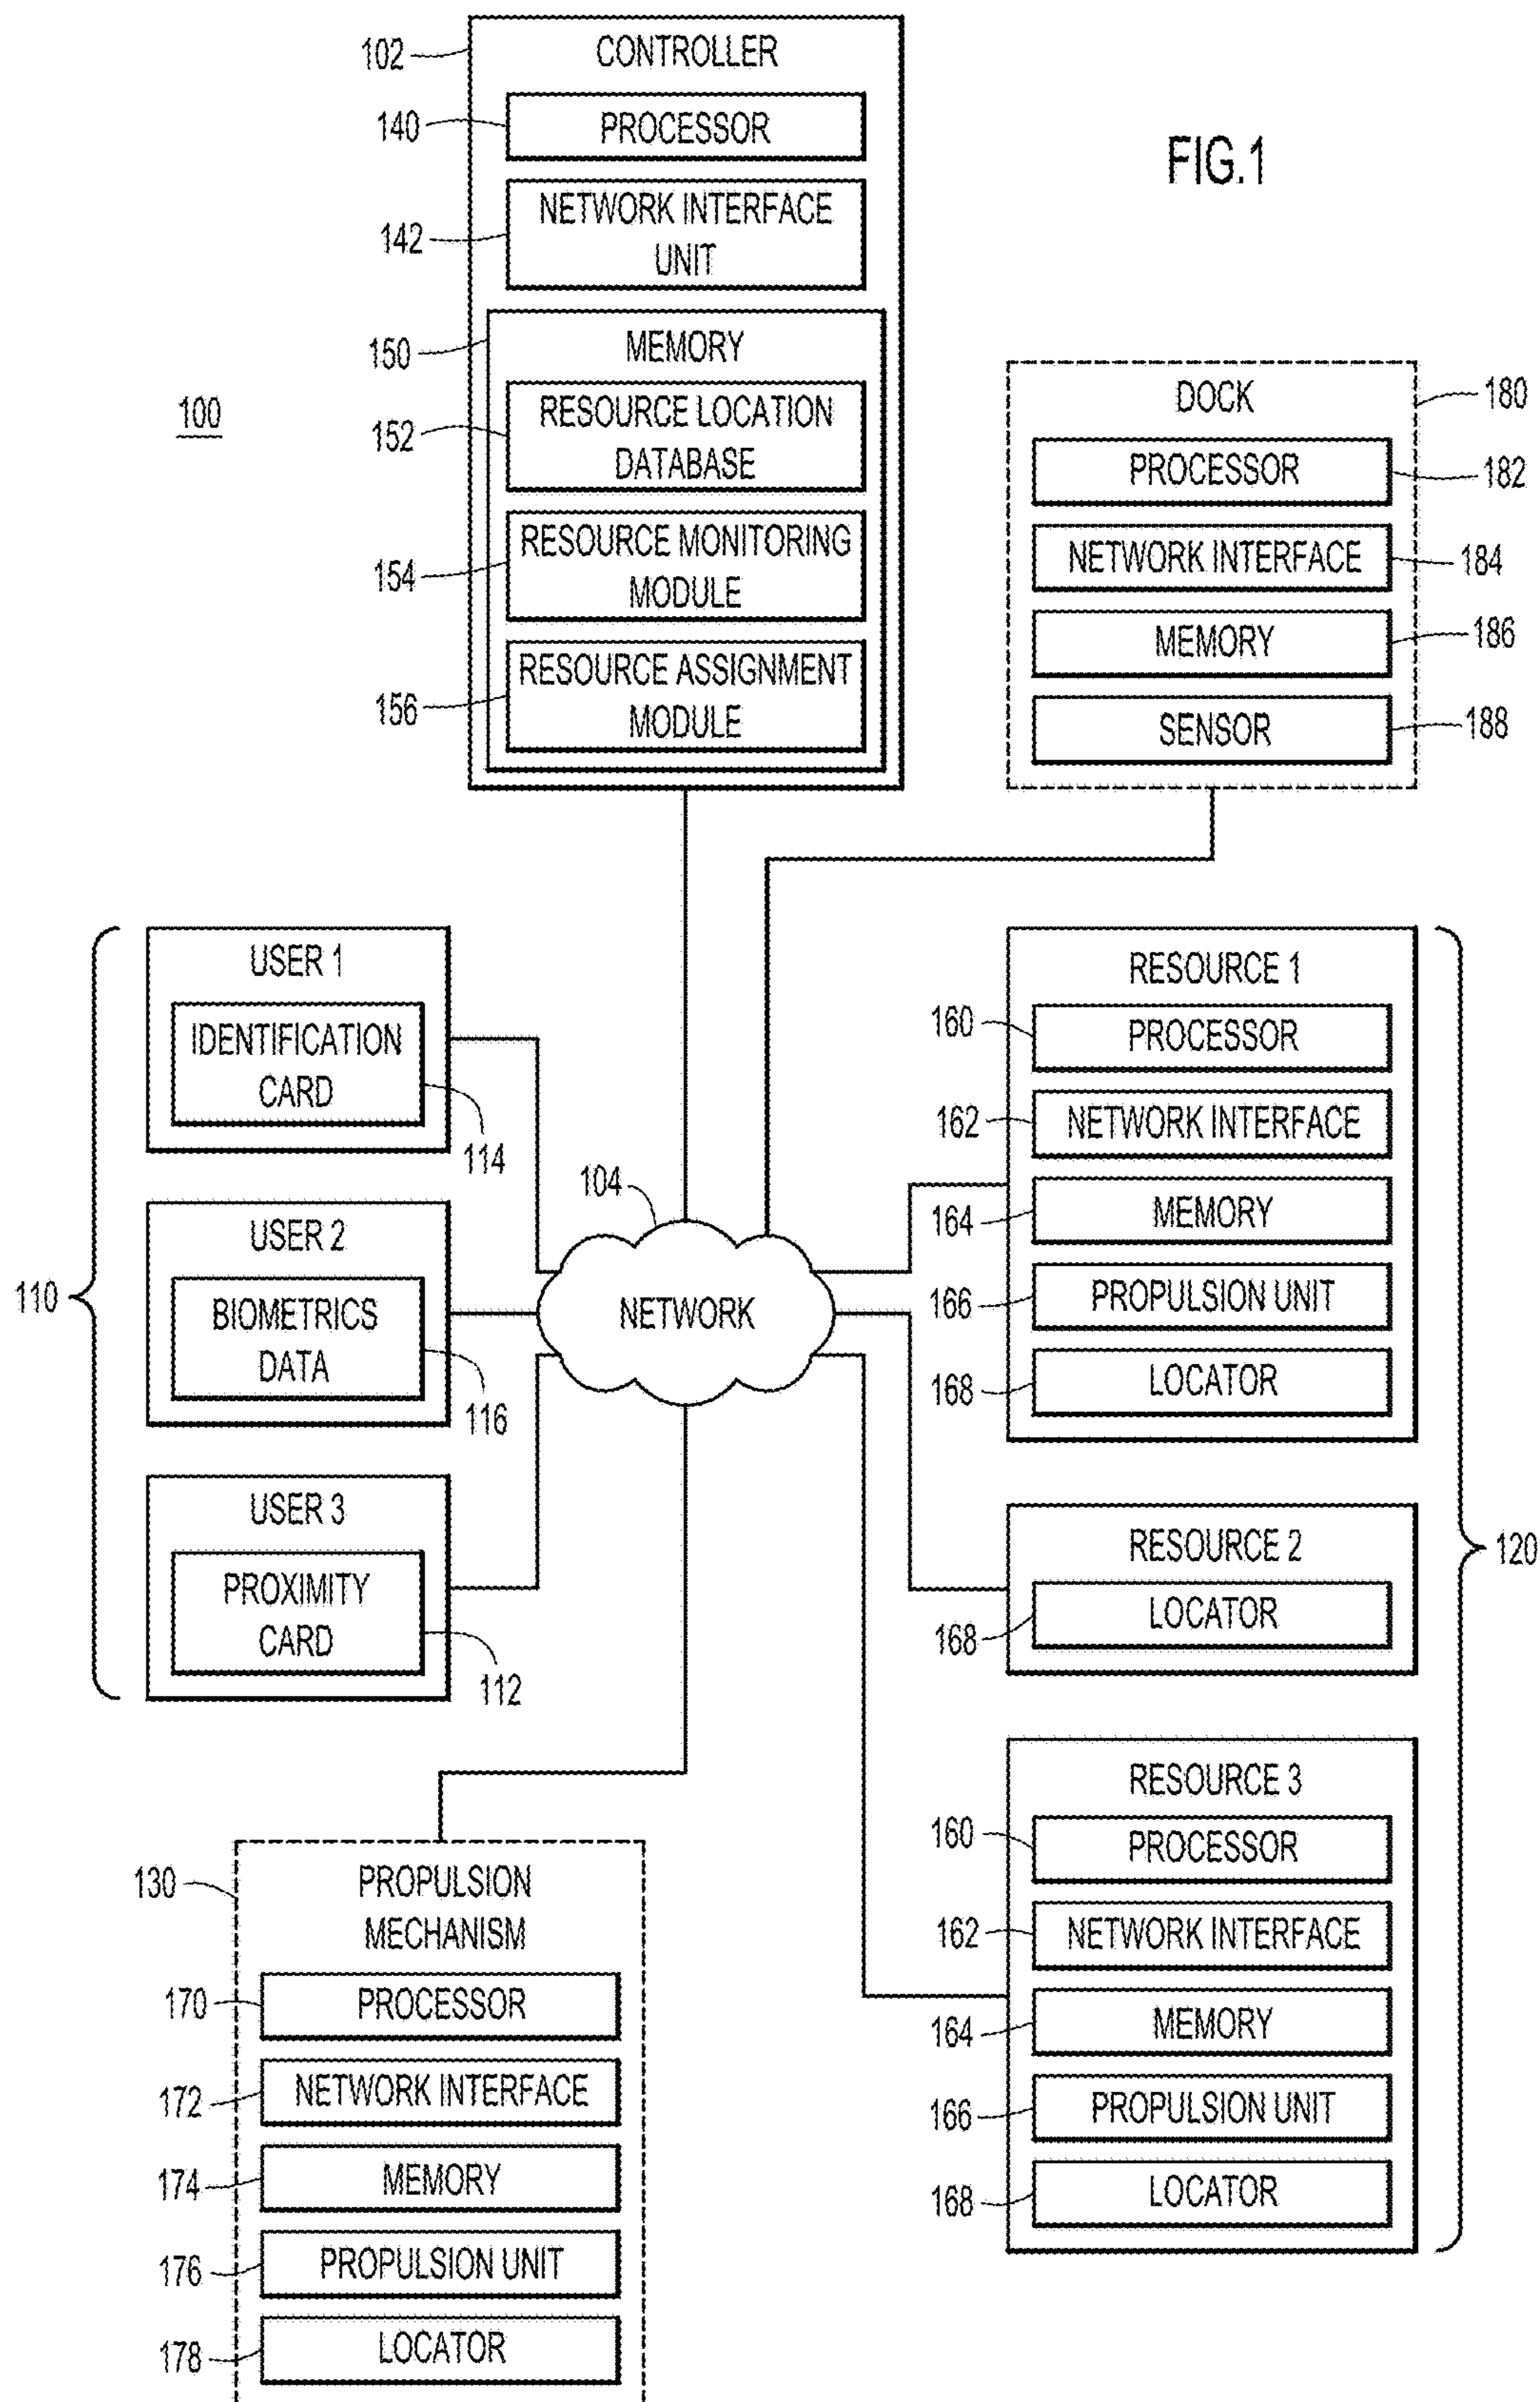 102
CONTROLLER
140
PROCESSOR
142
NETWORK INTERFACE
UNIT
150
MEMORY
152
RESOURCE LOCATION
DATABASE
154
RESOURCE MONITORING
MODULE
156
RESOURCE ASSIGNMENT
MODULE
FIG.1
100
DOCK
180
PROCESSOR
182
NETWORK INTERFACE
184
MEMORY
186
SENSOR
188
110
USER 1
IDENTIFICATION
CARD
114
USER 2
BIOMETRICS
DATA
116
USER 3
PROXIMITY
CARD
112
104
NETWORK
120
RESOURCE 1
160
PROCESSOR
162
NETWORK INTERFACE
164
MEMORY
166
PROPULSION UNIT
168
LOCATOR
RESOURCE 2
168
LOCATOR
RESOURCE 3
160
PROCESSOR
162
NETWORK INTERFACE
164
MEMORY
166
PROPULSION UNIT
168
LOCATOR
130
PROPULSION
MECHANISM
170
PROCESSOR
172
NETWORK INTERFACE
174
MEMORY
176
PROPULSION UNIT
178
LOCATOR